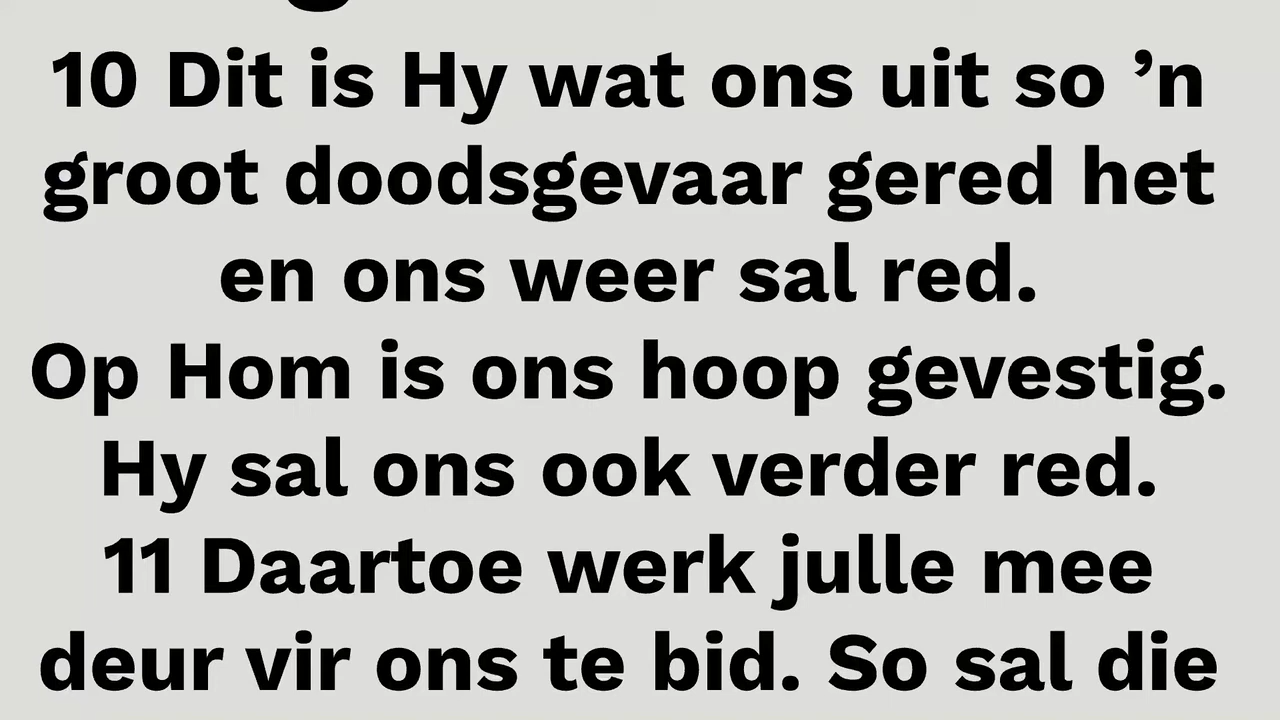 10 Dit is Hy wat ons uit so ’n
groot doodsgevaar gered het
en ons weer sal red.
Op Hom is ons hoop gevestig.
Hy sal ons ook verder red.
11 Daartoe werk julle mee
deur vir ons te bid. So sal die